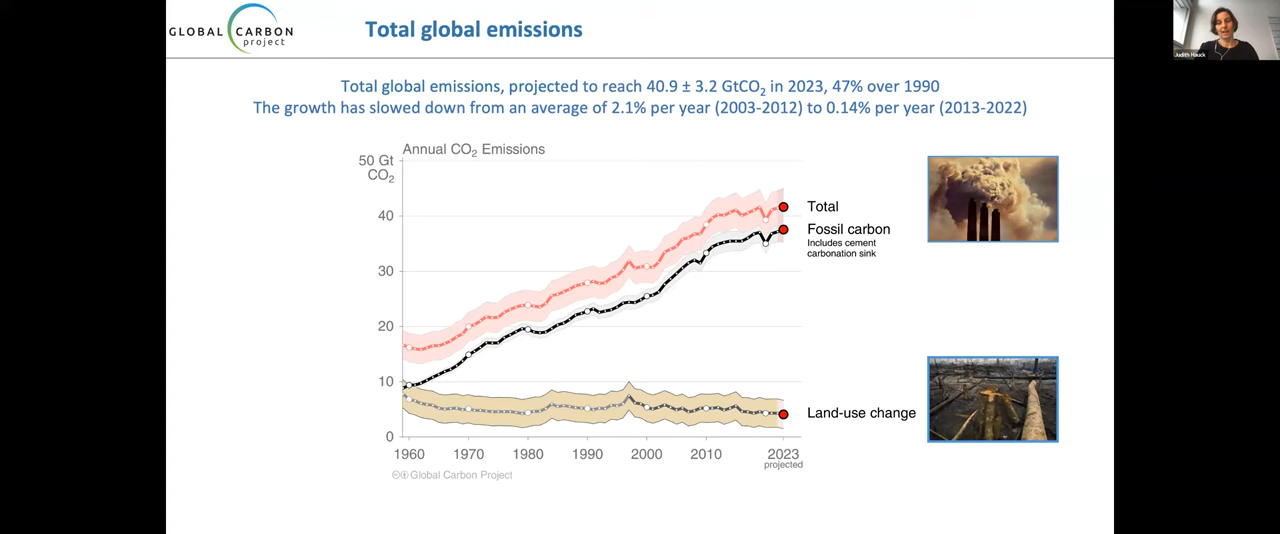 GLOBAL CARBON
project
Total global emissions
Judith Hauck
Total global emissions, projected to reach 40.9 ± 3.2 GtCO₂ in 2023, 47% over 1990
The growth has slowed down from an average of 2.1% per year (2003-2012) to 0.14% per year (2013-2022)
Annual CO₂ Emissions
50 Gt
CO₂
40
30
20
10
0
1960 1970 1980 1990 2000 2010 2023
projected
Total
Fossil carbon
Includes cement
carbonation sink
Land-use change
Global Carbon Project